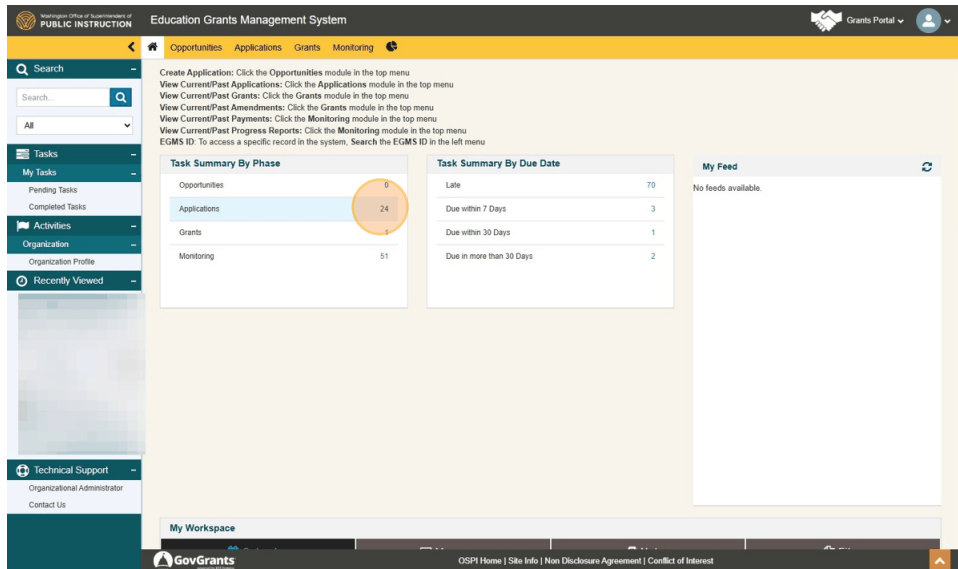 Washington Office of Superintendent of
PUBLIC INSTRUCTION
Education Grants Management System
Grants Portal
Opportunities Applications Grants Monitoring
Search
Search...
All
Tasks
My Tasks
Pending Tasks
Completed Tasks
Activities
Organization
Organization Profile
Recently Viewed
Technical Support
Organizational Administrator
Contact Us
Create Application: Click the Opportunities module in the top menu
View Current/Past Applications: Click the Applications module in the top menu
View Current/Past Grants: Click the Grants module in the top menu
View Current/Past Amendments: Click the Grants module in the top menu
View Current/Past Payments: Click the Monitoring module in the top menu
View Current/Past Progress Reports: Click the Monitoring module in the top menu
EGMS ID: To access a specific record in the system, Search the EGMS ID in the left menu
Task Summary By Phase
Opportunities 0
Applications 24
Grants 1
Monitoring 51
Task Summary By Due Date
Late 70
Due within 7 Days 3
Due within 30 Days 1
Due in more than 30 Days 2
My Feed
No feeds available.
My Workspace
GovGrants
OSPI Home | Site Info | Non Disclosure Agreement | Conflict of Interest